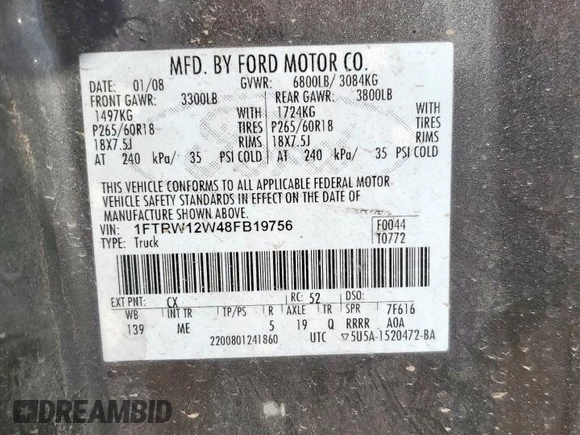 MFD. BY FORD MOTOR CO.
DATE: 01/08 GVWR: 6800LB/ 3084KG
FRONT GAWR: 3300LB REAR GAWR: 3800LB
1497KG WITH 1724KG WITH
P265/60R18 TIRES P265/60R18 TIRES
18X7.5J RIMS 18X7.5J RIMS
AT 240 kPa/ 35 PSI COLD AT 240 kPa/ 35 PSI COLD
THIS VEHICLE CONFORMS TO ALL APPLICABLE FEDERAL MOTOR
VEHICLE SAFETY STANDARDS IN EFFECT ON THE DATE OF
MANUFACTURE SHOWN ABOVE.
VIN: 1FTRW12W48FB19756 F0044
TYPE: Truck T0772
EXT PNT: CX RC: 52 DSO:
WB INT TR TP/PS R AXLE TR SPR 7F616
139 ME 5 19 Q RRRR A0A
2200801241860 UTC ▽5U5A-1520472-BA
DREAMBID